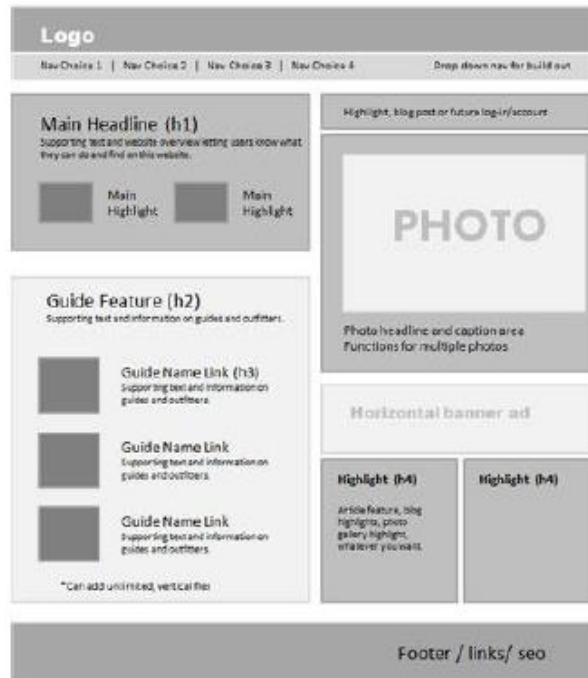 Logo
Nav Choice 1 | Nav Choice 2 | Nav Choice 3 | Nav Choice 4
Drop down nav for build out
Main Headline (h1)
Supporting text and website overview letting users know what
they can do and find on this website.
Main
Highlight
Main
Highlight
Highlight, blog post or future log-in/account
PHOTO
Photo headline and caption area
Functions for multiple photos
Guide Feature (h2)
Supporting text and information on guides and outfitters.
Guide Name Link (h3)
Supporting text and information on
guides and outfitters.
Guide Name Link
Supporting text and information on
guides and outfitters.
Guide Name Link
Supporting text and information on
guides and outfitters.
*Can add unlimited, vertical
Horizontal banner ad
Highlight (h4)
Article feature, blog
highlights, photo
gallery highlight,
whatever you want.
Highlight (h4)
Footer / links/ seo